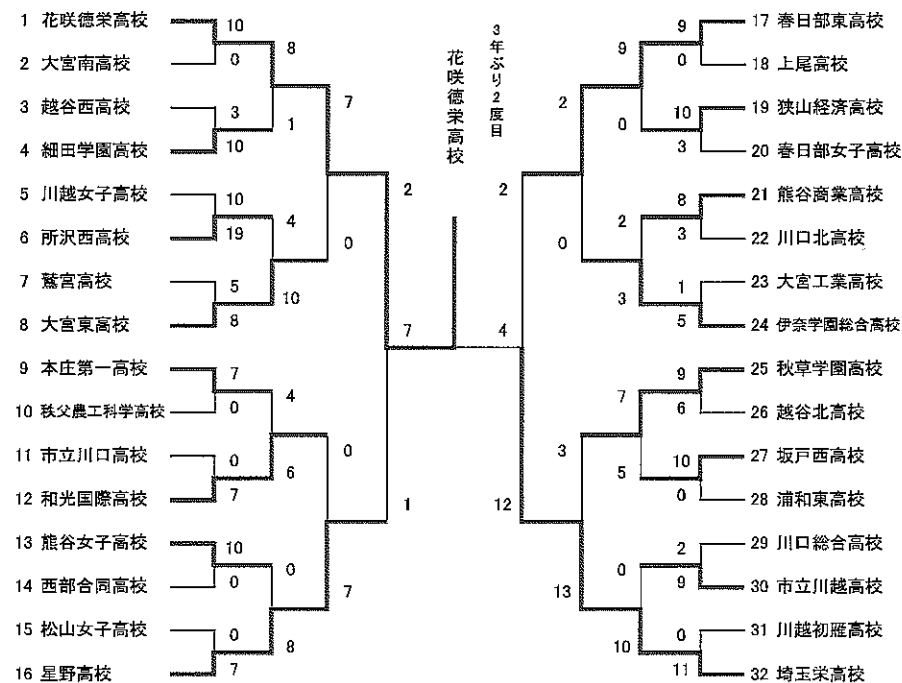 1 花咲徳栄高校
2 大宮南高校
3 越谷西高校
4 細田学園高校
5 川越女子高校
6 所沢西高校
7 鷲宮高校
8 大宮東高校
9 本庄第一高校
10 秩父農工科学高校
11 市立川口高校
12 和光国際高校
13 熊谷女子高校
14 西部合同高校
15 松山女子高校
16 星野高校
10
0
3
10
10
19
5
8
7
0
0
7
10
0
0
7
8
1
4
10
4
6
0
8
7
0
0
7
2
1
7
花咲徳栄高校
3年ぶり2度目
4
2
12
2
0
3
13
9
0
2
3
7
5
0
10
9
0
10
3
8
3
1
5
9
6
10
0
2
9
0
11
17 春日部東高校
18 上尾高校
19 狭山経済高校
20 春日部女子高校
21 熊谷商業高校
22 川口北高校
23 大宮工業高校
24 伊奈学園総合高校
25 秋草学園高校
26 越谷北高校
27 坂戸西高校
28 浦和東高校
29 川口総合高校
30 市立川越高校
31 川越初雁高校
32 埼玉栄高校